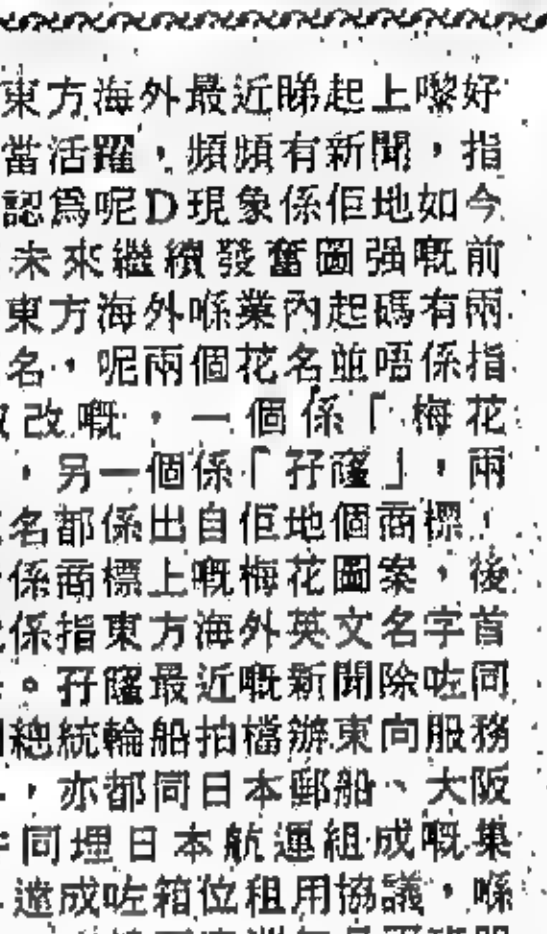 東方海外最近睇起上嚟好
當活躍，頻頻有新聞，指
認爲呢D現象係佢地如今
未來繼續發奮圖强嘅前
東方海外喺業內起碼有兩
名，呢兩個花名並唔係指
改嘅，一個係「梅花
，另一個係「孖窿」，兩
名都係出自佢地個商標！
係商標上嘅梅花圖案，後
係指東方海外英文名字首
。孖窿最近嘅新聞除咗同
總統輪船拍檔辦東向服務
，亦都同日本郵船、大阪
同埋日本航運組成嘅集
達成咗箱位租用協議，喺